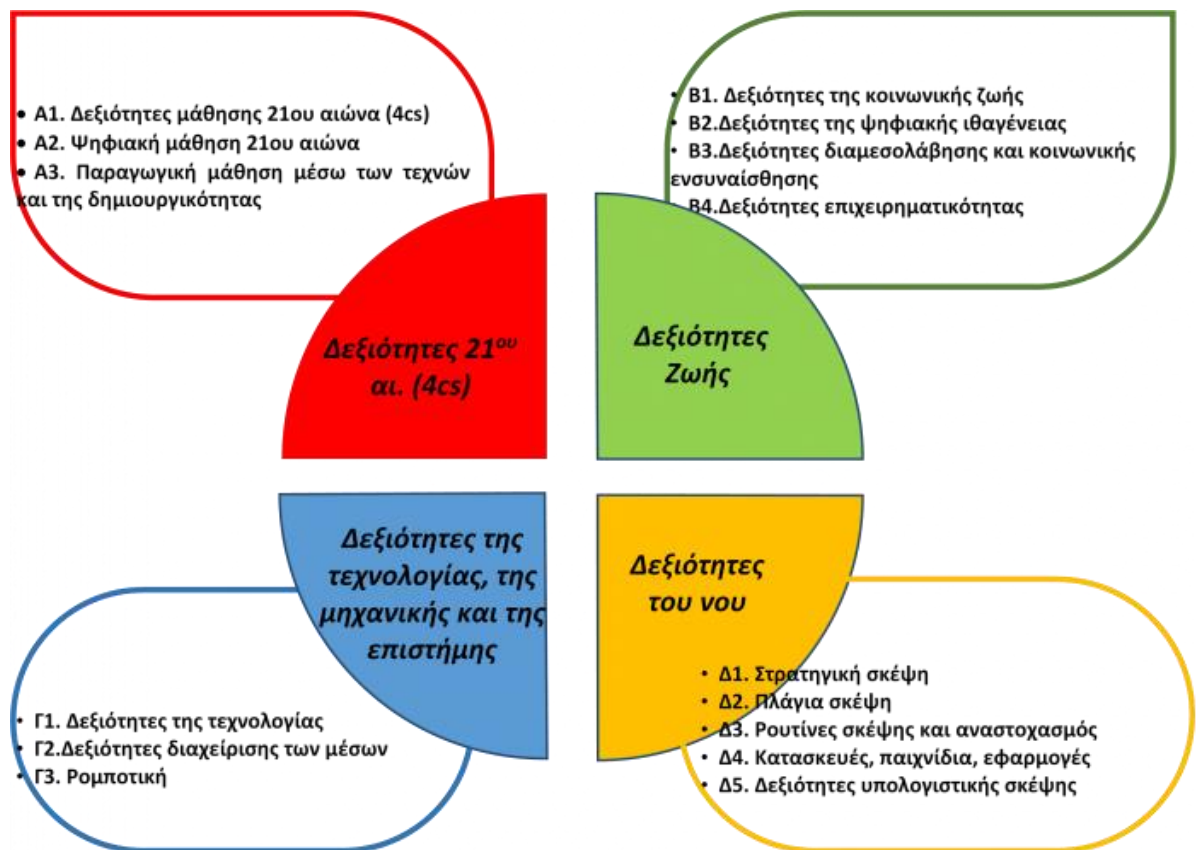 • Α1. Δεξιότητες μάθησης 21ου αιώνα (4cs)
• Α2. Ψηφιακή μάθηση 21ου αιώνα
• Α3. Παραγωγική μάθηση μέσω των τεχνών
και της δημιουργικότητας
• Β1. Δεξιότητες της κοινωνικής ζωής
• Β2.Δεξιότητες της ψηφιακής ιθαγένειας
• Β3.Δεξιότητες διαμεσολάβησης και κοινωνικής
ενσυναίσθησης
• Β4.Δεξιότητες επιχειρηματικότητας
Δεξιότητες 21ου
αι. (4cs)
Δεξιότητες
Ζωής
Δεξιότητες της
τεχνολογίας, της
μηχανικής και της
επιστήμης
Δεξιότητες
του νου
• Γ1. Δεξιότητες της τεχνολογίας
• Γ2.Δεξιότητες διαχείρισης των μέσων
• Γ3. Ρομποτική
• Δ1. Στρατηγική σκέψη
• Δ2. Πλάγια σκέψη
• Δ3. Ρουτίνες σκέψης και αναστοχασμός
• Δ4. Κατασκευές, παιχνίδια, εφαρμογές
• Δ5. Δεξιότητες υπολογιστικής σκέψης